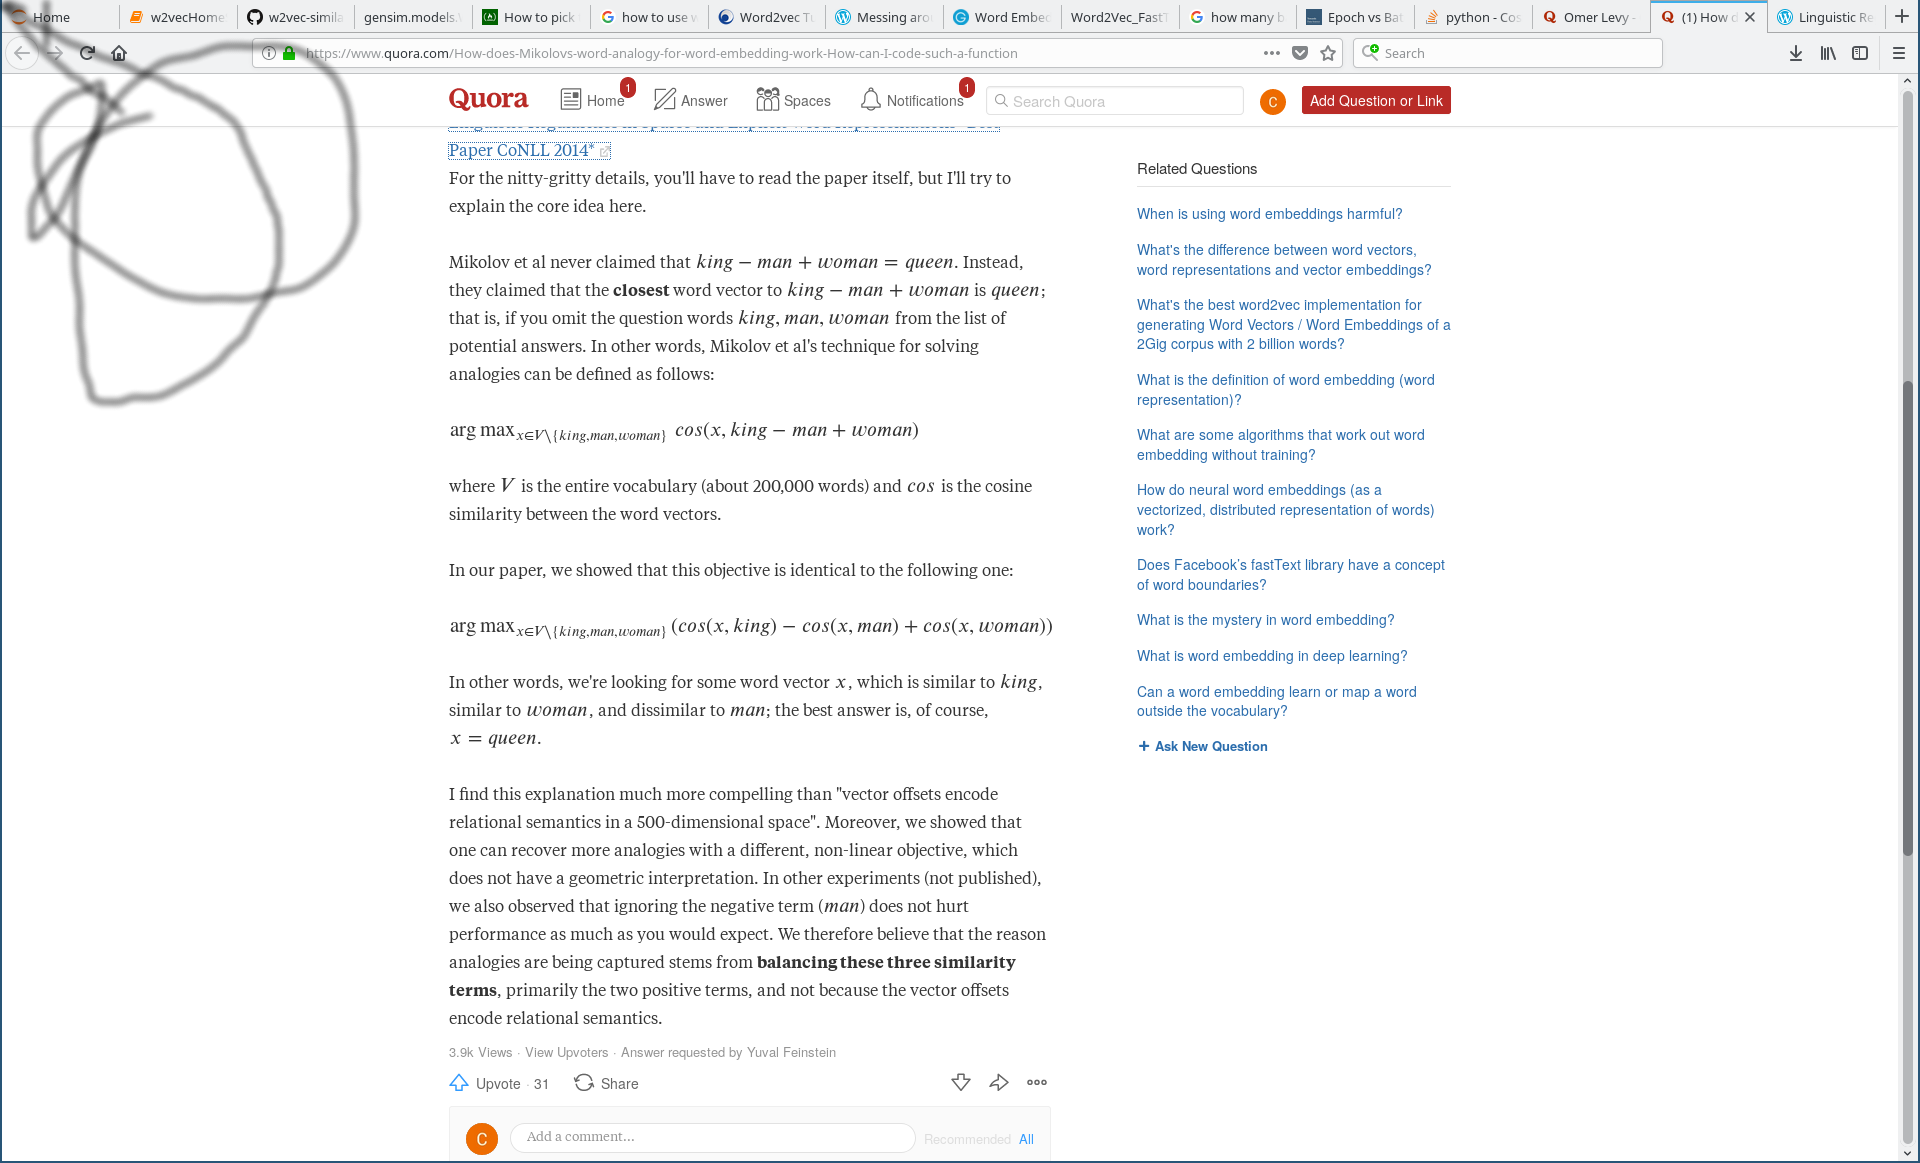 Home
w2vecHome
w2vec-simila
gensim.models.
How to pick
how to use w
Word2vec Tu
Messing aro
Word Embed
Word2Vec_FastT
how many b
Epoch vs Bat
python - Cos
Omer Levy -
(1) How d
Linguistic Re
https://www.quora.com/How-does-Mikolovs-word-analogy-for-word-embedding-work-How-can-I-code-such-a-function
Search
Quora
Home 1
Answer
Spaces
Notifications 1
Search Quora
C
Add Question or Link
Linguistic Regularities in Sparse and Explicit Word Representations. Best
Paper CoNLL 2014*
For the nitty-gritty details, you'll have to read the paper itself, but I'll try to
explain the core idea here.
Mikolov et al never claimed that king − man + woman = queen. Instead,
they claimed that the closest word vector to king − man + woman is queen;
that is, if you omit the question words king, man, woman from the list of
potential answers. In other words, Mikolov et al's technique for solving
analogies can be defined as follows:
arg max x∈V∖{king,man,woman} cos(x, king − man + woman)
where V is the entire vocabulary (about 200,000 words) and cos is the cosine
similarity between the word vectors.
In our paper, we showed that this objective is identical to the following one:
arg max x∈V∖{king,man,woman} (cos(x, king) − cos(x, man) + cos(x, woman))
In other words, we're looking for some word vector x, which is similar to king,
similar to woman, and dissimilar to man; the best answer is, of course,
x = queen.
I find this explanation much more compelling than "vector offsets encode
relational semantics in a 500-dimensional space". Moreover, we showed that
one can recover more analogies with a different, non-linear objective, which
does not have a geometric interpretation. In other experiments (not published),
we also observed that ignoring the negative term (man) does not hurt
performance as much as you would expect. We therefore believe that the reason
analogies are being captured stems from balancing these three similarity
terms, primarily the two positive terms, and not because the vector offsets
encode relational semantics.
3.9k Views · View Upvoters · Answer requested by Yuval Feinstein
Upvote · 31
Share
C
Add a comment...
Recommended All
Related Questions
When is using word embeddings harmful?
What's the difference between word vectors,
word representations and vector embeddings?
What's the best word2vec implementation for
generating Word Vectors / Word Embeddings of a
2Gig corpus with 2 billion words?
What is the definition of word embedding (word
representation)?
What are some algorithms that work out word
embedding without training?
How do neural word embeddings (as a
vectorized, distributed representation of words)
work?
Does Facebook's fastText library have a concept
of word boundaries?
What is the mystery in word embedding?
What is word embedding in deep learning?
Can a word embedding learn or map a word
outside the vocabulary?
+ Ask New Question